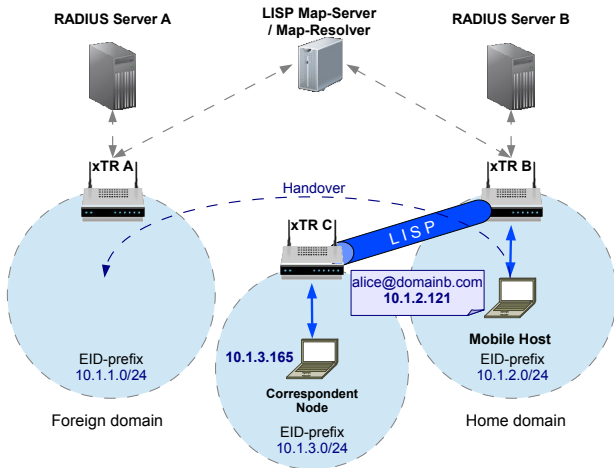 RADIUS Server A
LISP Map-Server
/ Map-Resolver
RADIUS Server B
xTR A
xTR B
Handover
xTR C
LISP
alice@domainb.com
10.1.2.121
Mobile Host
EID-prefix
10.1.2.0/24
EID-prefix
10.1.1.0/24
10.1.3.165
Correspondent
Node
EID-prefix
10.1.3.0/24
Foreign domain
Home domain